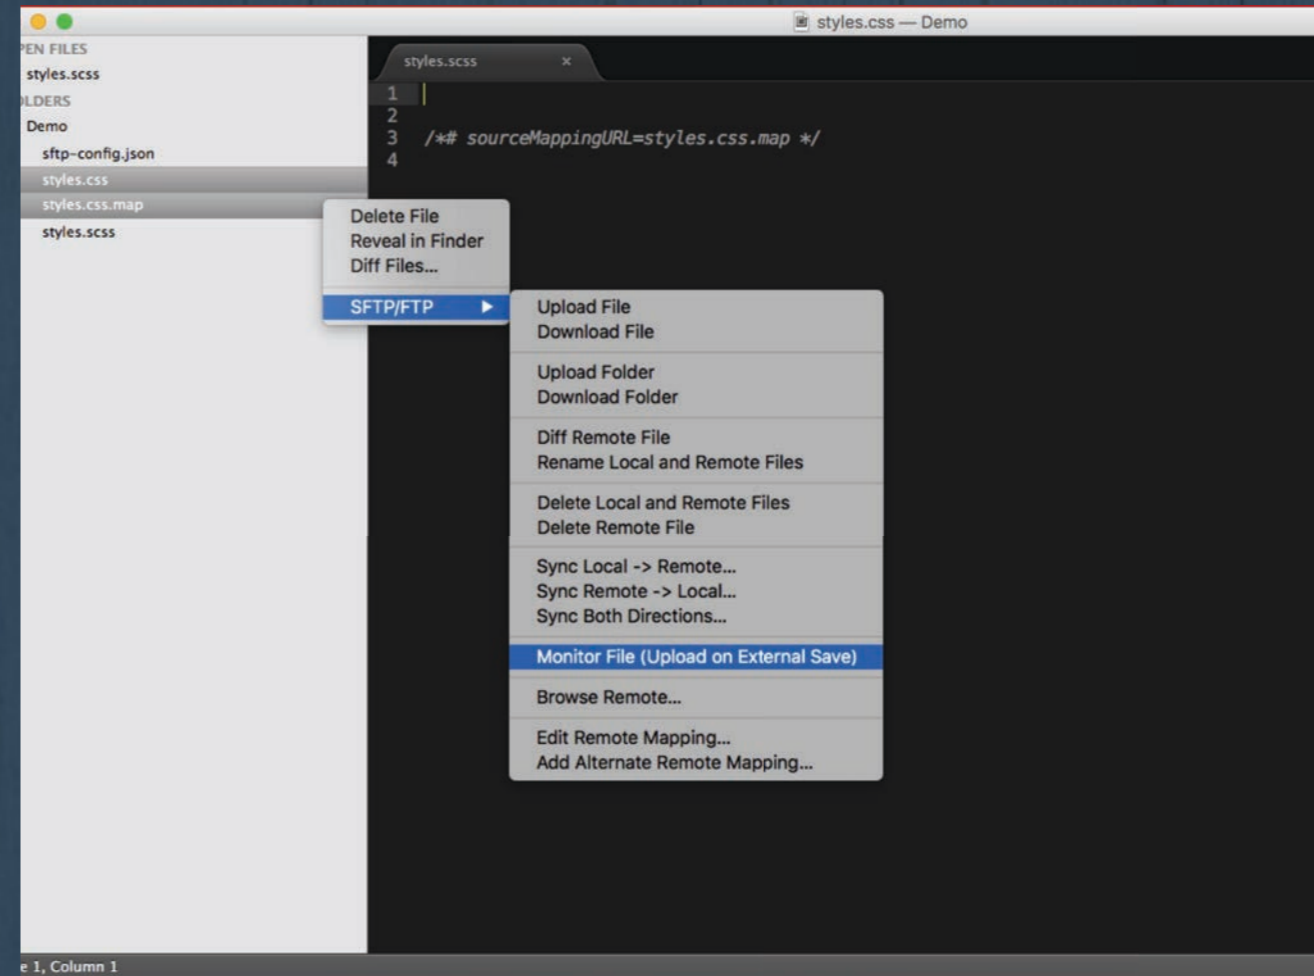 styles.css — Demo
PEN FILES
styles.scss
OLDERS
Demo
sftp-config.json
styles.css
styles.css.map
styles.scss
styles.scss ×
1
2
3 /*# sourceMappingURL=styles.css.map */
4
Delete File
Reveal in Finder
Diff Files...
SFTP/FTP
Upload File
Download File
Upload Folder
Download Folder
Diff Remote File
Rename Local and Remote Files
Delete Local and Remote Files
Delete Remote File
Sync Local -> Remote...
Sync Remote -> Local...
Sync Both Directions...
Monitor File (Upload on External Save)
Browse Remote...
Edit Remote Mapping...
Add Alternate Remote Mapping...
e 1, Column 1